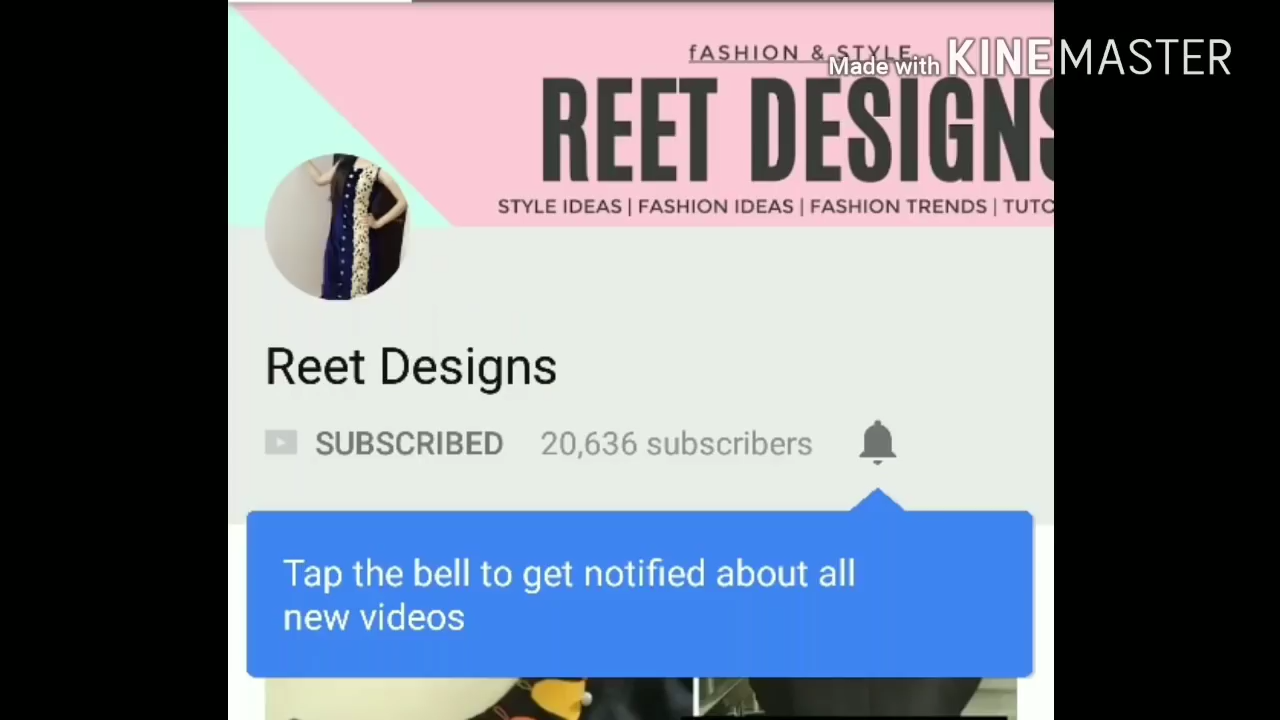 fASHION & STYLE
Made with KINEMASTER
REET DESIGNS
STYLE IDEAS | FASHION IDEAS | FASHION TRENDS | TUTO
Reet Designs
SUBSCRIBED 20,636 subscribers
Tap the bell to get notified about all
new videos